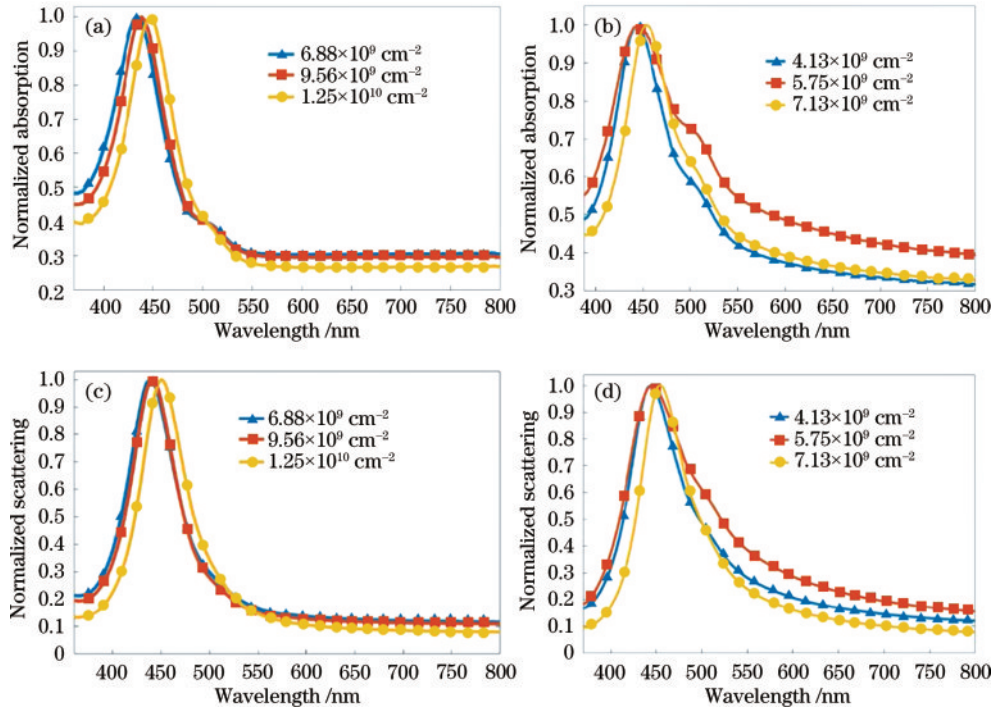 (a)
6.88×10⁹ cm⁻²
9.56×10⁹ cm⁻²
1.25×10¹⁰ cm⁻²
Normalized absorption
1.0
0.9
0.8
0.7
0.6
0.5
0.4
0.3
0.2
400 450 500 550 600 650 700 750 800
Wavelength /nm
(b)
4.13×10⁹ cm⁻²
5.75×10⁹ cm⁻²
7.13×10⁹ cm⁻²
Normalized absorption
1.0
0.9
0.8
0.7
0.6
0.5
0.4
0.3
400 450 500 550 600 650 700 750 800
Wavelength /nm
(c)
6.88×10⁹ cm⁻²
9.56×10⁹ cm⁻²
1.25×10¹⁰ cm⁻²
Normalized scattering
1.0
0.9
0.8
0.7
0.6
0.5
0.4
0.3
0.2
0.1
0
400 450 500 550 600 650 700 750 800
Wavelength /nm
(d)
4.13×10⁹ cm⁻²
5.75×10⁹ cm⁻²
7.13×10⁹ cm⁻²
Normalized scattering
1.0
0.9
0.8
0.7
0.6
0.5
0.4
0.3
0.2
0.1
0
400 450 500 550 600 650 700 750 800
Wavelength /nm